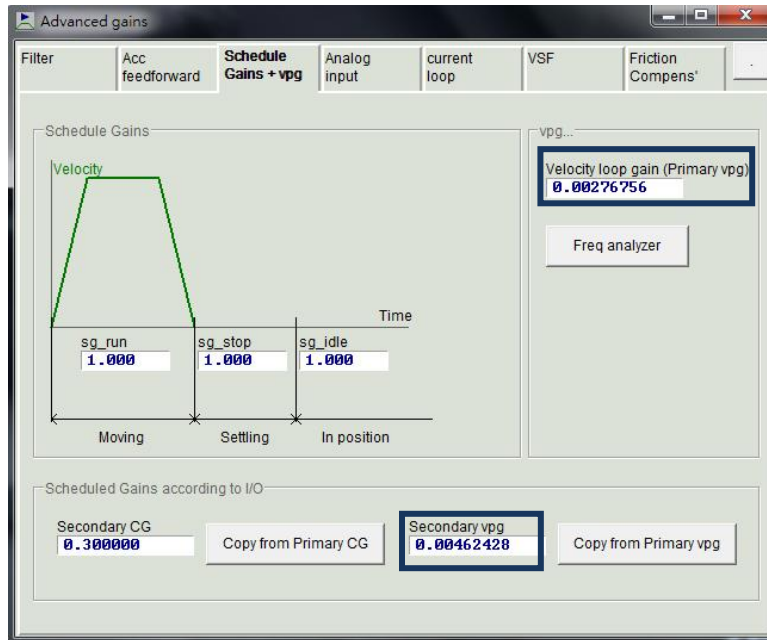 Advanced gains
Filter
Acc
feedforward
Schedule
Gains + vpg
Analog
input
current
loop
VSF
Friction
Compens'
.
Schedule Gains
Velocity
Time
sg_run
1.000
sg_stop
1.000
sg_idle
1.000
Moving
Settling
In position
vpg...
Velocity loop gain (Primary vpg)
0.00276756
Freq analyzer
Scheduled Gains according to I/O
Secondary CG
0.300000
Copy from Primary CG
Secondary vpg
0.00462428
Copy from Primary vpg